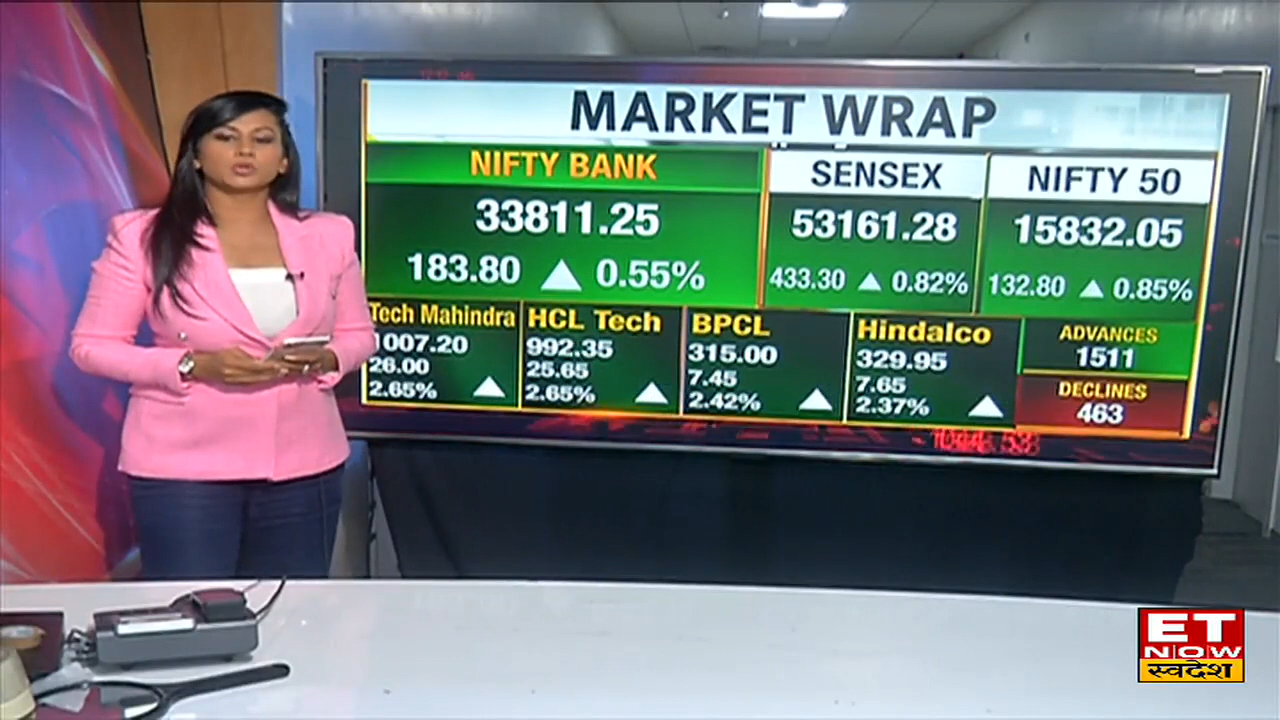 MARKET WRAP
NIFTY BANK
33811.25
183.80 ▲ 0.55%
SENSEX
53161.28
433.30 ▲ 0.82%
NIFTY 50
15832.05
132.80 ▲ 0.85%
Tech Mahindra
1007.20
26.00
2.65% ▲
HCL Tech
992.35
25.65
2.65% ▲
BPCL
315.00
7.45
2.42% ▲
Hindalco
329.95
7.65
2.37% ▲
ADVANCES
1511
DECLINES
463
ET
NOW
स्वदेश